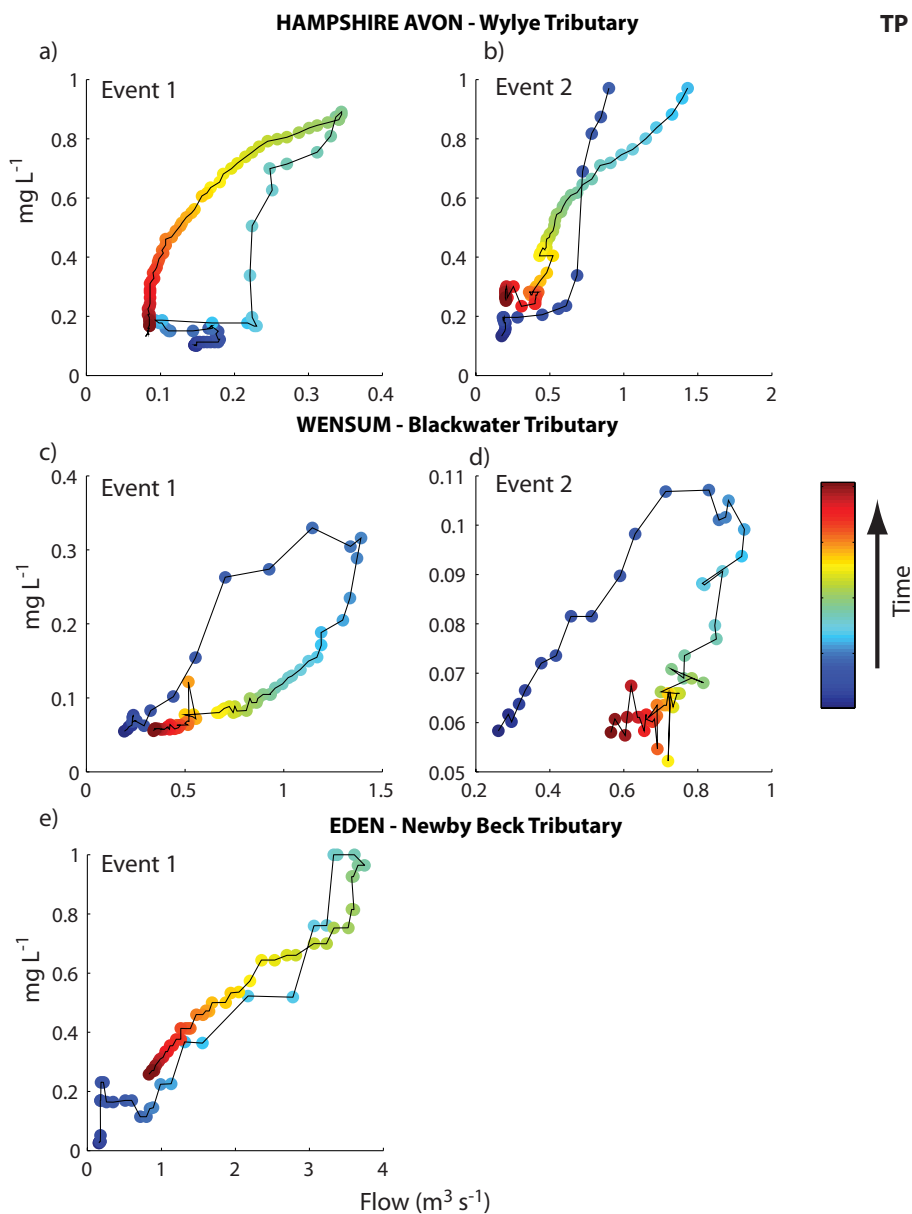 HAMPSHIRE AVON - Wylye Tributary
TP
a)
b)
Event 1
Event 2
1
0.8
0.6
0.4
0.2
0
mg L⁻¹
0
0.1
0.2
0.3
0.4
1
0.8
0.6
0.4
0.2
0
0
0.5
1
1.5
2
WENSUM - Blackwater Tributary
c)
d)
Event 1
Event 2
0.4
0.3
0.2
0.1
0
mg L⁻¹
0
0.5
1
1.5
0.11
0.1
0.09
0.08
0.07
0.06
0.05
0.2
0.4
0.6
0.8
1
Time
e)
EDEN - Newby Beck Tributary
Event 1
1
0.8
0.6
0.4
0.2
0
mg L⁻¹
0
1
2
3
4
Flow (m³ s⁻¹)